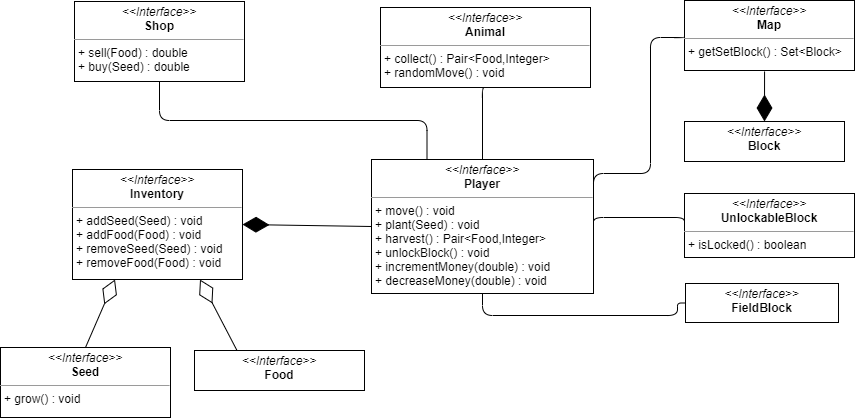 <<Interface>>
Shop
+ sell(Food) : double
+ buy(Seed) : double
<<Interface>>
Animal
+ collect() : Pair<Food,Integer>
+ randomMove() : void
<<Interface>>
Map
+ getSetBlock() : Set<Block>
<<Interface>>
Block
<<Interface>>
Inventory
+ addSeed(Seed) : void
+ addFood(Food) : void
+ removeSeed(Seed) : void
+ removeFood(Food) : void
<<Interface>>
Player
+ move() : void
+ plant(Seed) : void
+ harvest() : Pair<Food,Integer>
+ unlockBlock() : void
+ incrementMoney(double) : void
+ decreaseMoney(double) : void
<<Interface>>
UnlockableBlock
+ isLocked() : boolean
<<Interface>>
FieldBlock
<<Interface>>
Seed
+ grow() : void
<<Interface>>
Food